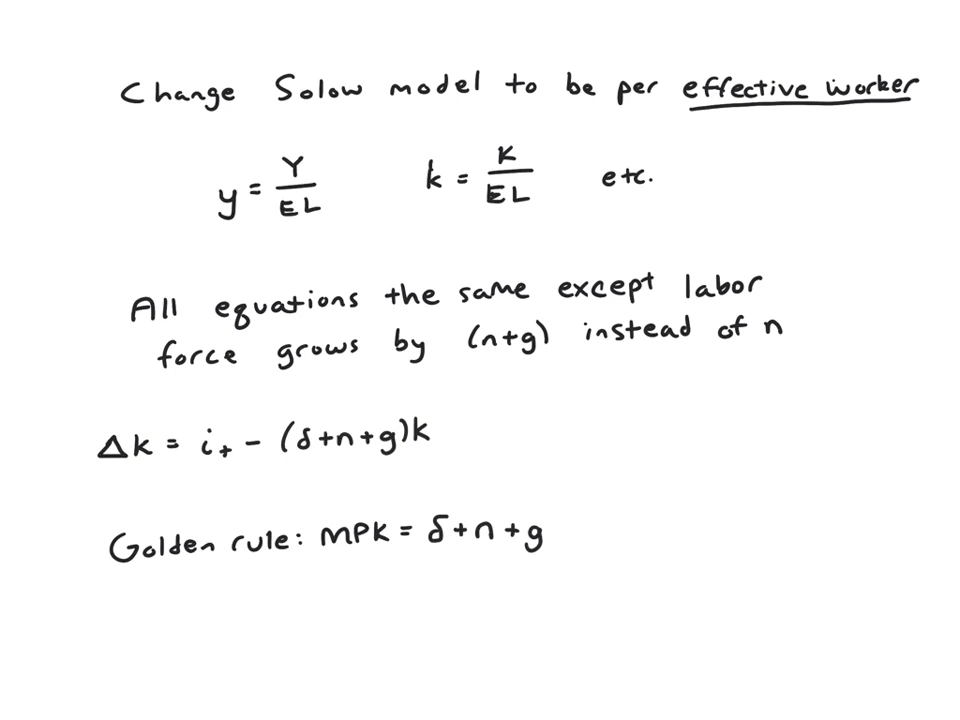 Change Solow model to be per effective worker
y = Y/EL k = K/EL etc.
All equations the same except labor
force grows by (n+g) instead of n
Δk = iₜ - (δ+n+g)k
Golden rule: MPK = δ+n+g